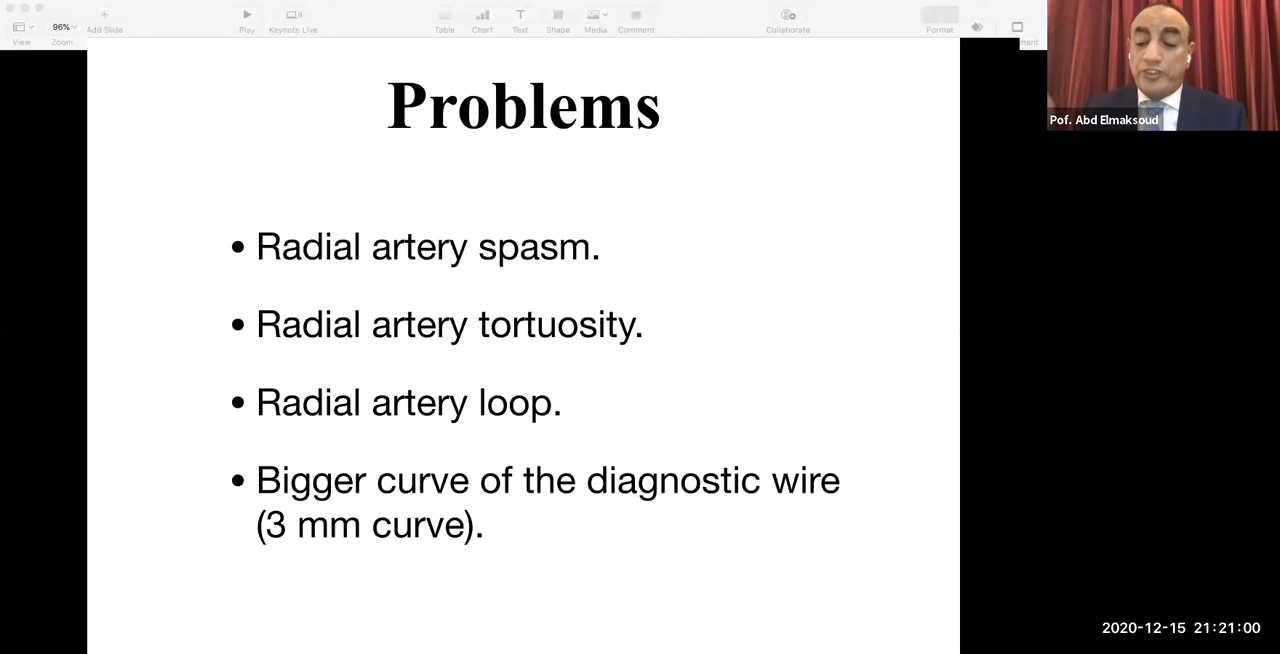 96%
View
Zoom
Add Slide
Play
Keynote Live
Table
Chart
Text
Shape
Media
Comment
Collaborate
Format
ment
Pof. Abd Elmaksoud
Problems
• Radial artery spasm.
• Radial artery tortuosity.
• Radial artery loop.
• Bigger curve of the diagnostic wire
(3 mm curve).
2020-12-15 21:21:00